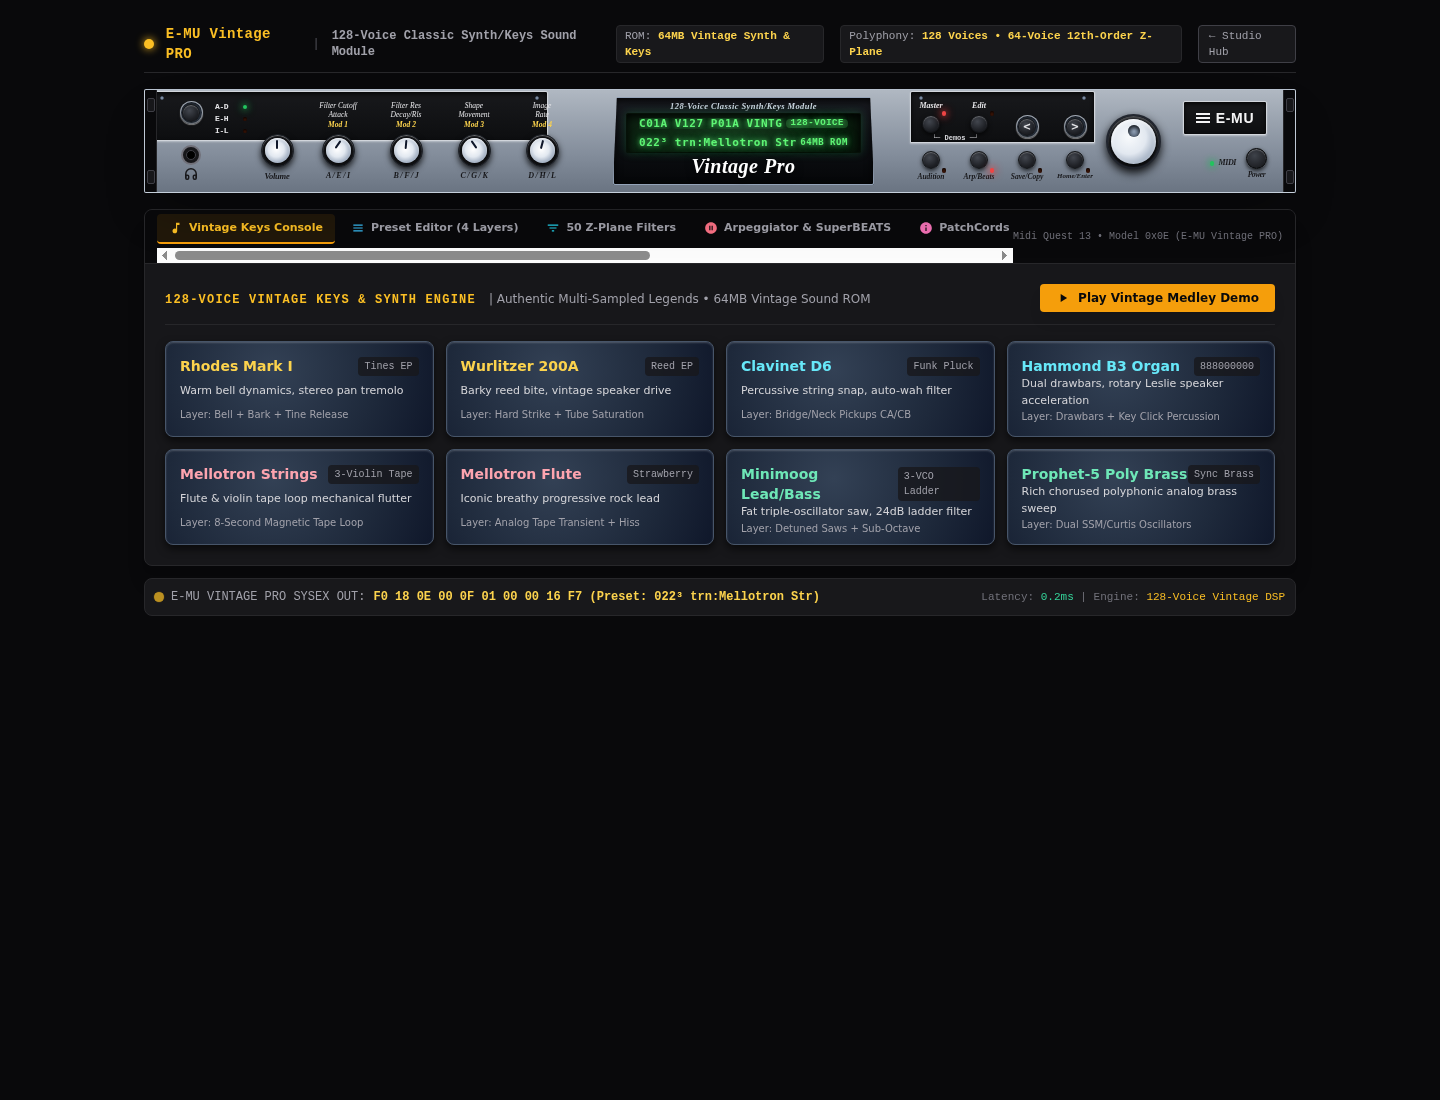 E-MU Vintage PRO
|
128-Voice Classic Synth/Keys Sound Module
ROM: 64MB Vintage Synth & Keys
Polyphony: 128 Voices • 64-Voice 12th-Order Z-Plane
← Studio Hub
A-D
E-H
I-L
Filter Cutoff
Attack
Mod 1
Filter Res
Decay/Rls
Mod 2
Shape
Movement
Mod 3
Image
Rate
Mod 4
Volume
A / E / I
B / F / J
C / G / K
D / H / L
128-Voice Classic Synth/Keys Module
C01A V127 P01A VINTG 128-VOICE
022³ trn:Mellotron Str 64MB ROM
Vintage Pro
Master
Edit
<
>
└─ Demos ─┘
Audition
Arp/Beats
Save/Copy
Home/Enter
E-MU
MIDI
Power
Vintage Keys Console
Preset Editor (4 Layers)
50 Z-Plane Filters
Arpeggiator & SuperBEATS
PatchCords
Midi Quest 13 • Model 0x0E (E-MU Vintage PRO)
128-VOICE VINTAGE KEYS & SYNTH ENGINE | Authentic Multi-Sampled Legends • 64MB Vintage Sound ROM
Play Vintage Medley Demo
Rhodes Mark I
Tines EP
Warm bell dynamics, stereo pan tremolo
Layer: Bell + Bark + Tine Release
Wurlitzer 200A
Reed EP
Barky reed bite, vintage speaker drive
Layer: Hard Strike + Tube Saturation
Clavinet D6
Funk Pluck
Percussive string snap, auto-wah filter
Layer: Bridge/Neck Pickups CA/CB
Hammond B3 Organ
888000000
Dual drawbars, rotary Leslie speaker
acceleration
Layer: Drawbars + Key Click Percussion
Mellotron Strings
3-Violin Tape
Flute & violin tape loop mechanical flutter
Layer: 8-Second Magnetic Tape Loop
Mellotron Flute
Strawberry
Iconic breathy progressive rock lead
Layer: Analog Tape Transient + Hiss
Minimoog
Lead/Bass
3-VCO
Ladder
Fat triple-oscillator saw, 24dB ladder filter
Layer: Detuned Saws + Sub-Octave
Prophet-5 Poly Brass
Sync Brass
Rich chorused polyphonic analog brass
sweep
Layer: Dual SSM/Curtis Oscillators
E-MU VINTAGE PRO SYSEX OUT: F0 18 0E 00 0F 01 00 00 16 F7 (Preset: 022³ trn:Mellotron Str)
Latency: 0.2ms | Engine: 128-Voice Vintage DSP